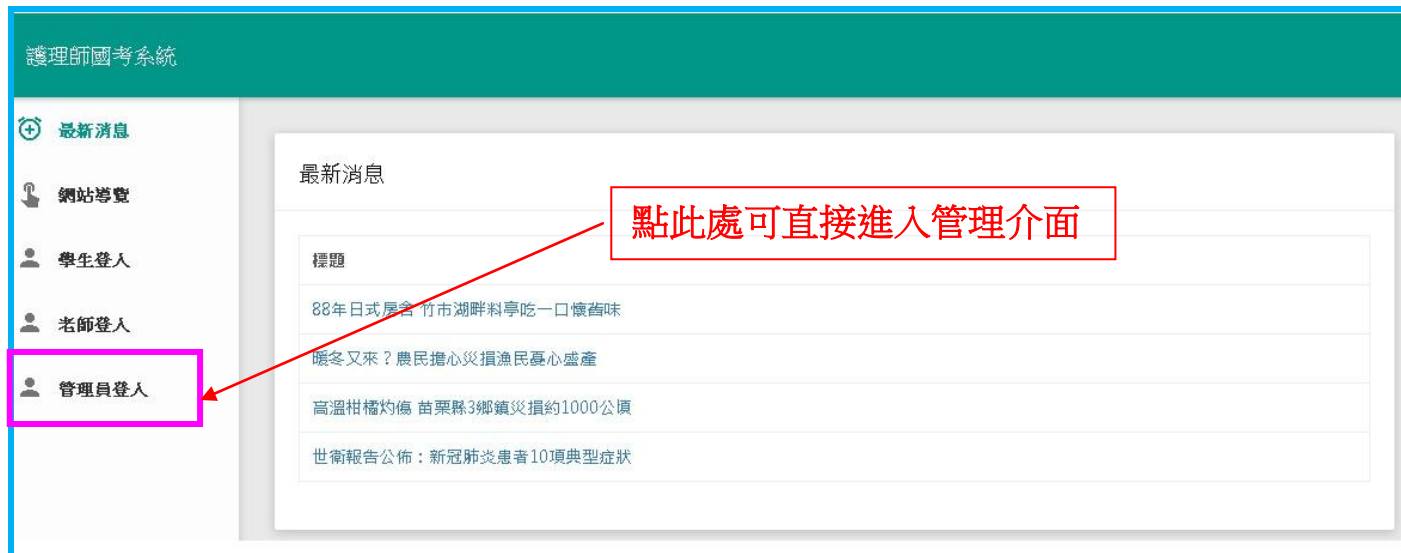 護理師國考系統
最新消息
網站導覽
學生登入
老師登入
管理員登入
最新消息
點此處可直接進入管理介面
標題
88年日式房舍 竹市湖畔料亭吃一口懷舊味
暖冬又來？農民擔心災損漁民憂心盛產
高溫柑橘灼傷 苗栗縣3鄉鎮災損約1000公頃
世衛報告公佈：新冠肺炎患者10項典型症狀